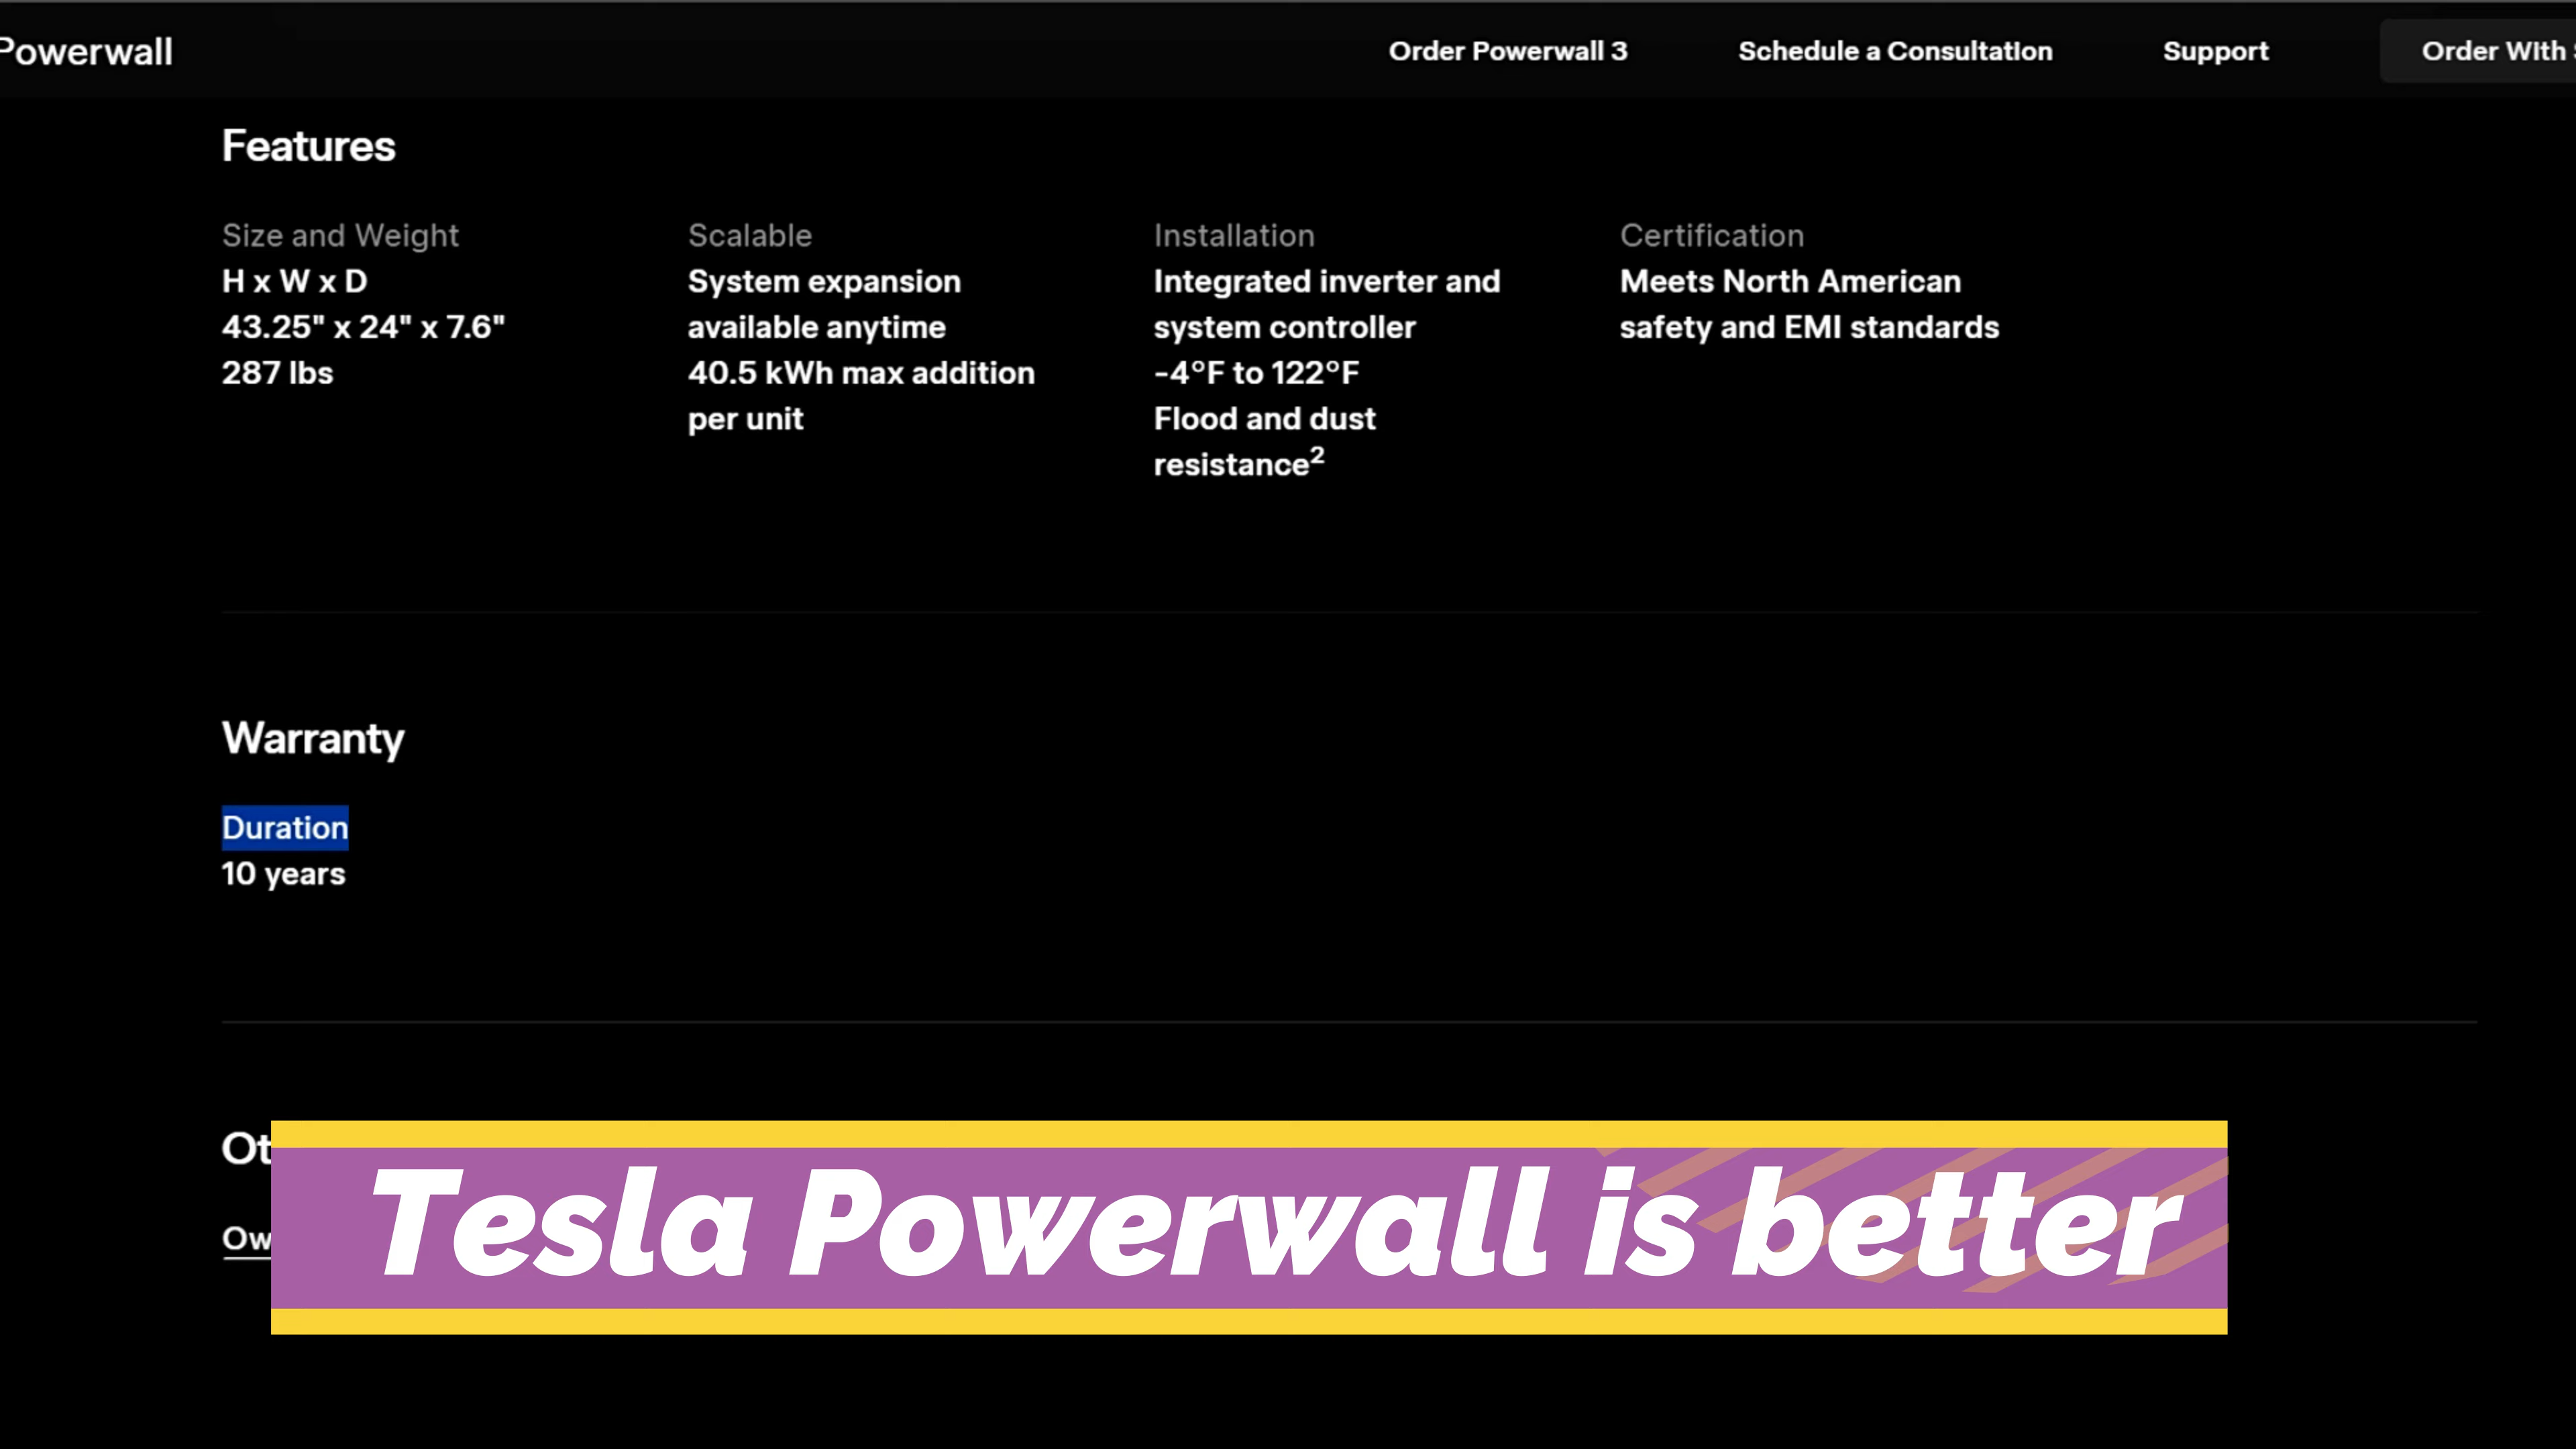 Powerwall
Order Powerwall 3
Schedule a Consultation
Support
Order With
Features
Size and Weight
H x W x D
43.25" x 24" x 7.6"
287 lbs
Scalable
System expansion
available anytime
40.5 kWh max addition
per unit
Installation
Integrated inverter and
system controller
-4°F to 122°F
Flood and dust
resistance²
Certification
Meets North American
safety and EMI standards
Warranty
Duration
10 years
Tesla Powerwall is better